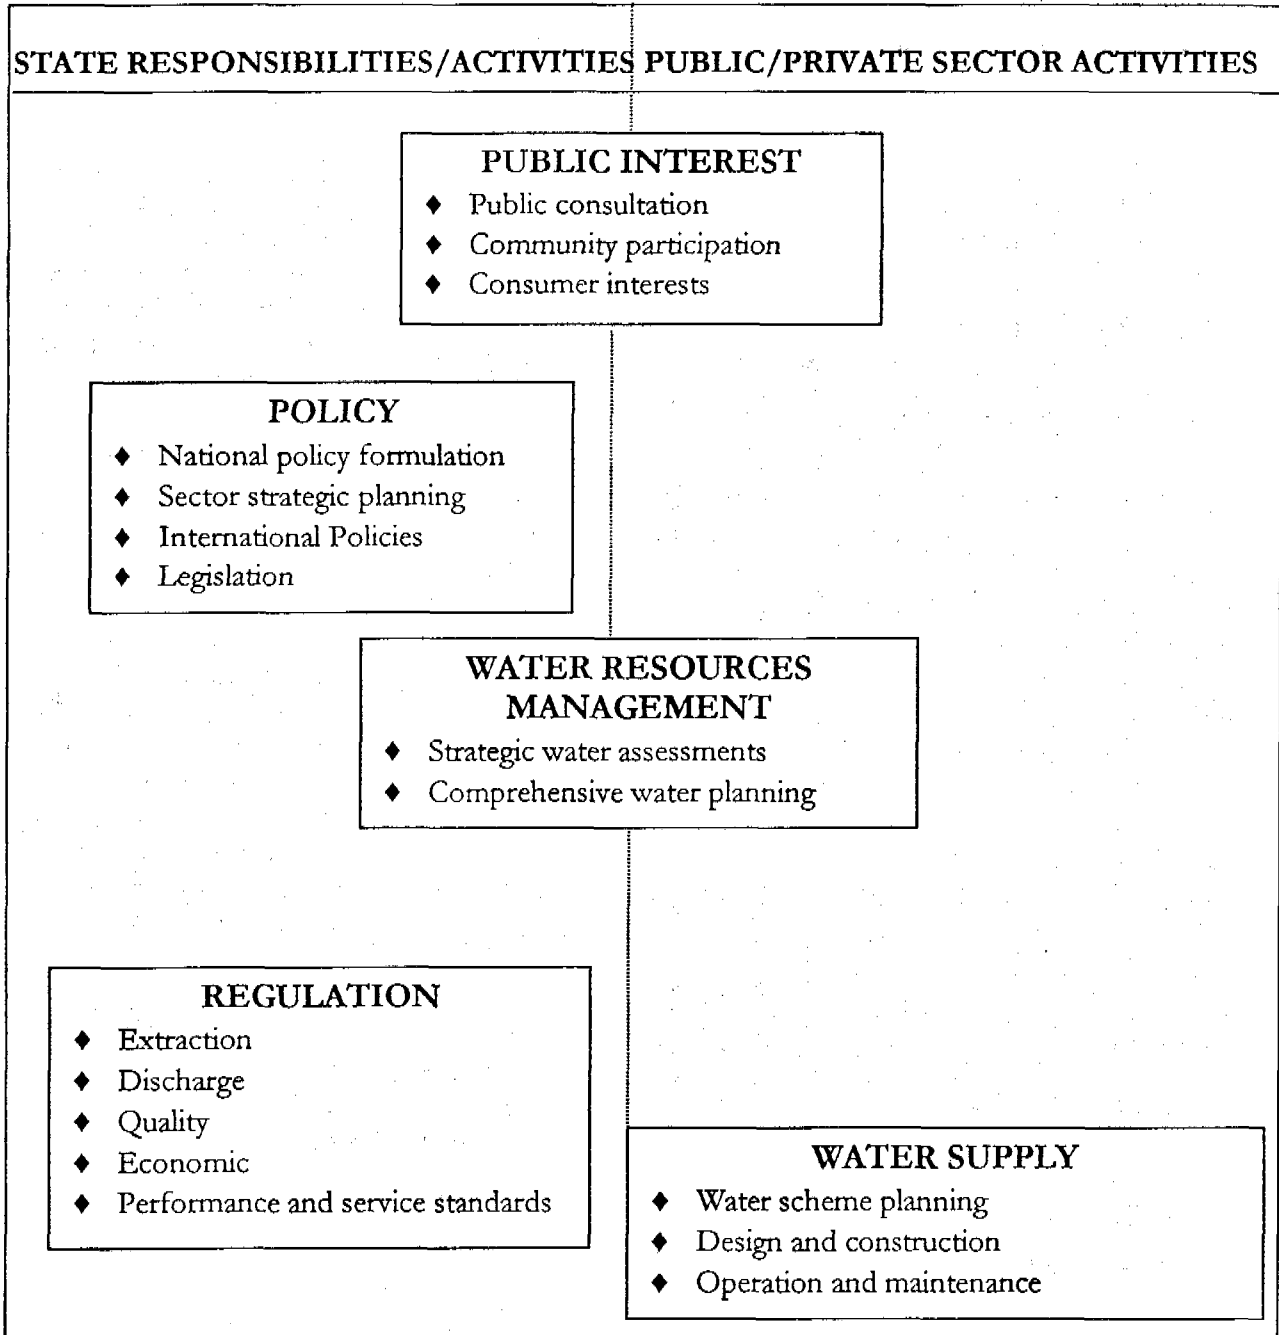 STATE RESPONSIBILITIES/ACTIVITIES PUBLIC/PRIVATE SECTOR ACTIVITIES
PUBLIC INTEREST
♦ Public consultation
♦ Community participation
♦ Consumer interests
POLICY
♦ National policy formulation
♦ Sector strategic planning
♦ International Policies
♦ Legislation
WATER RESOURCES
MANAGEMENT
♦ Strategic water assessments
♦ Comprehensive water planning
REGULATION
♦ Extraction
♦ Discharge
♦ Quality
♦ Economic
♦ Performance and service standards
WATER SUPPLY
♦ Water scheme planning
♦ Design and construction
♦ Operation and maintenance